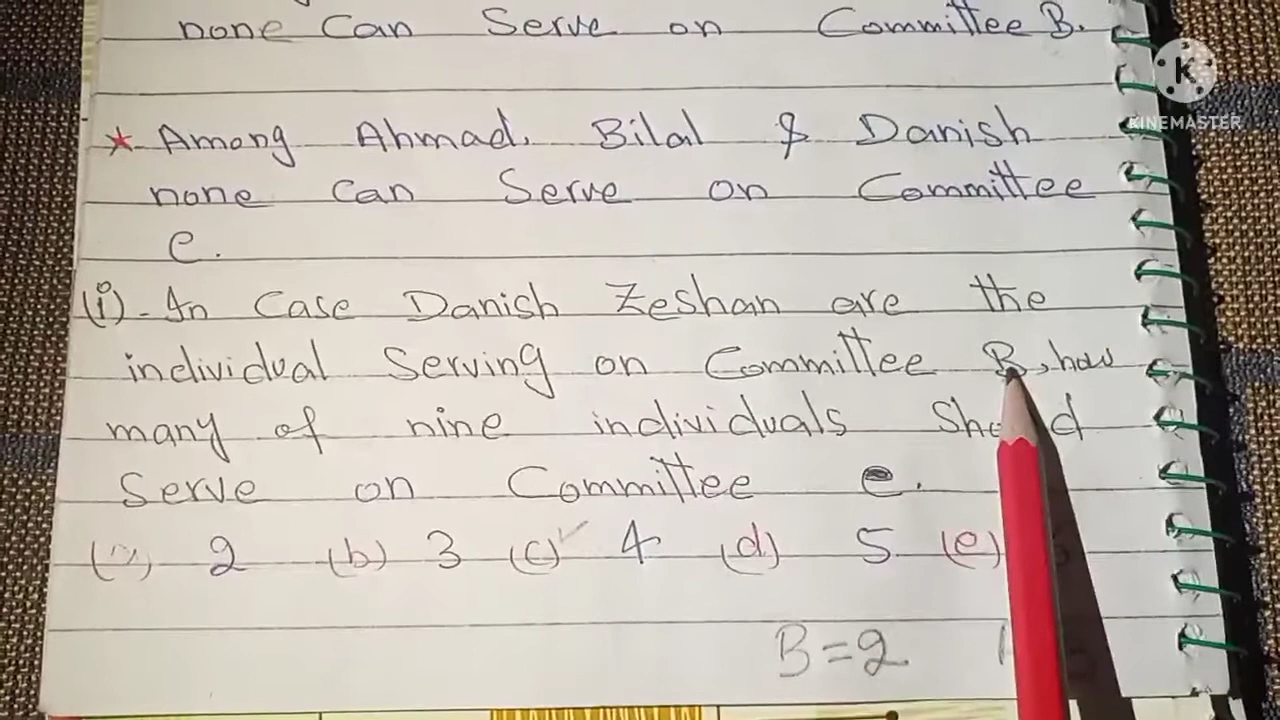 none Can Serve on Committee B.
K
KINEMASTER
★ Among Ahmad, Bilal & Danish
none can Serve on Committee
C.
(i)- In Case Danish Zeshan are the
individual Serving on Committee B, how
many of nine individuals
Serve on Committee C.
2 (b) 3 (c) 4 (d) 5 (e)
B=2